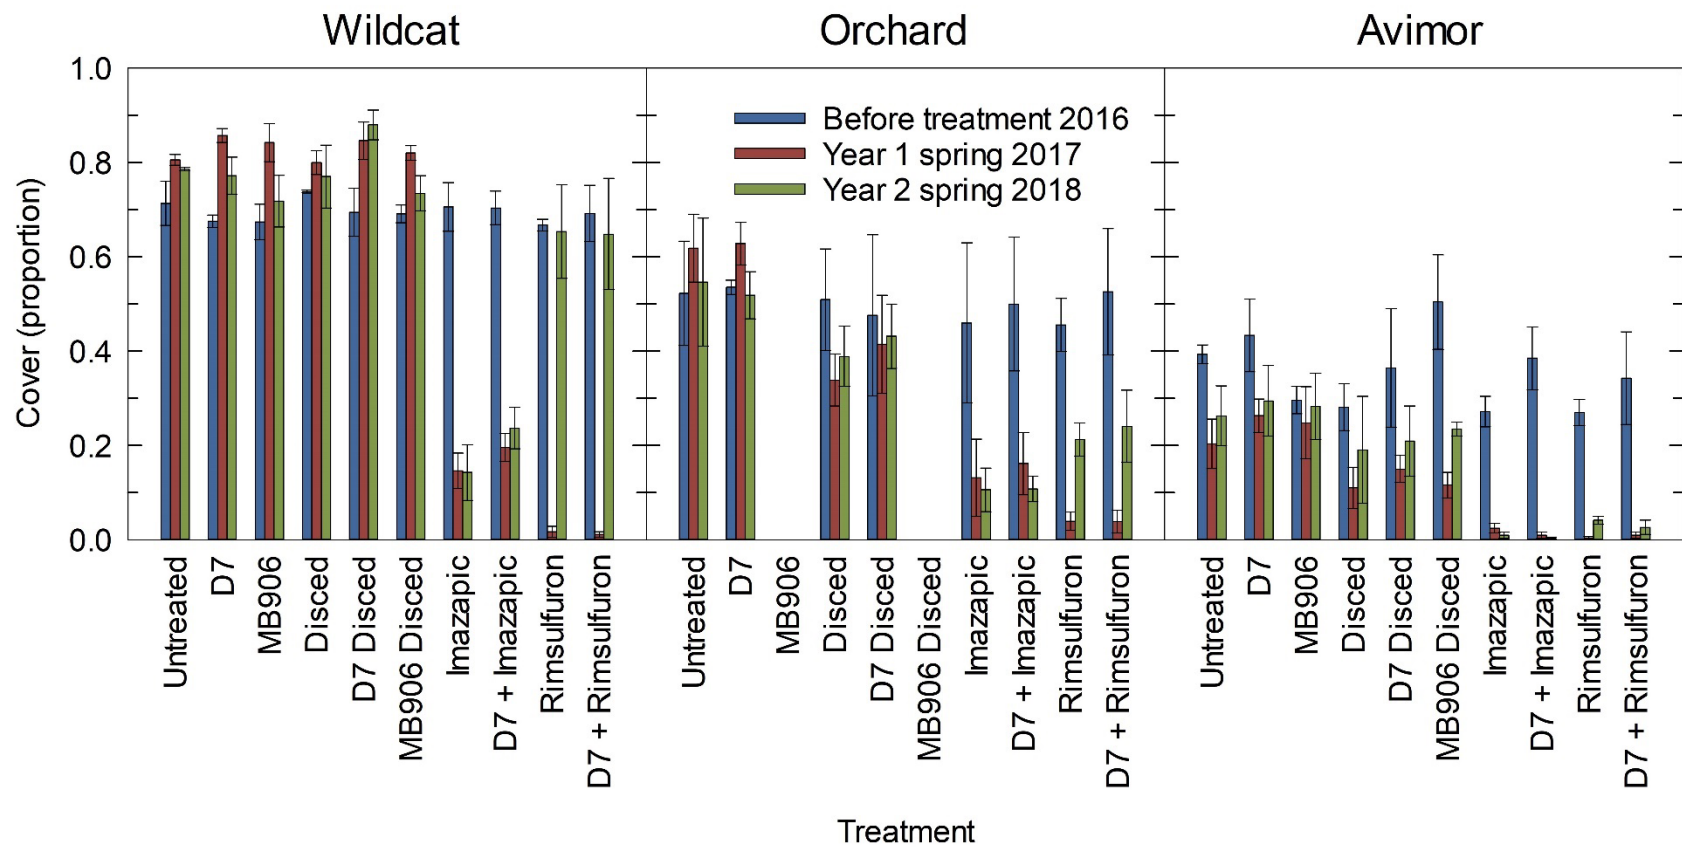 Wildcat
Orchard
Avimor
Cover (proportion)
1.0
0.8
0.6
0.4
0.2
0.0
Before treatment 2016
Year 1 spring 2017
Year 2 spring 2018
Untreated
D7
MB906
Disced
D7 Disced
MB906 Disced
Imazapic
D7 + Imazapic
Rimsulfuron
D7 + Rimsulfuron
Untreated
D7
MB906
Disced
D7 Disced
MB906 Disced
Imazapic
D7 + Imazapic
Rimsulfuron
D7 + Rimsulfuron
Untreated
D7
MB906
Disced
D7 Disced
MB906 Disced
Imazapic
D7 + Imazapic
Rimsulfuron
D7 + Rimsulfuron
Treatment